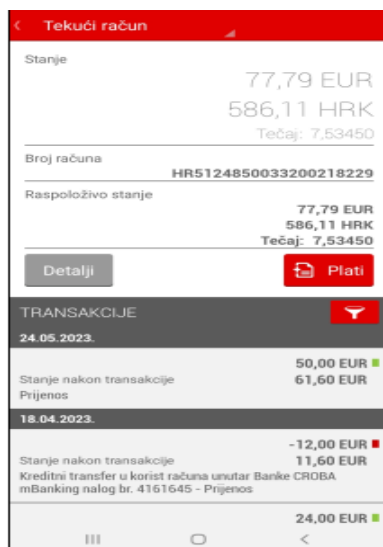 Tekući račun
Stanje
77,79 EUR
586,11 HRK
Tečaj: 7,53450
Broj računa
HR5124850033200218229
Raspoloživo stanje
77,79 EUR
586,11 HRK
Tečaj: 7,53450
Detalji
Plati
TRANSAKCIJE
24.05.2023.
50,00 EUR
Stanje nakon transakcije 61,60 EUR
Prijenos
18.04.2023.
-12,00 EUR
Stanje nakon transakcije 11,60 EUR
Kreditni transfer u korist računa unutar Banke CROBA
mBanking nalog br. 4161645 - Prijenos
24,00 EUR